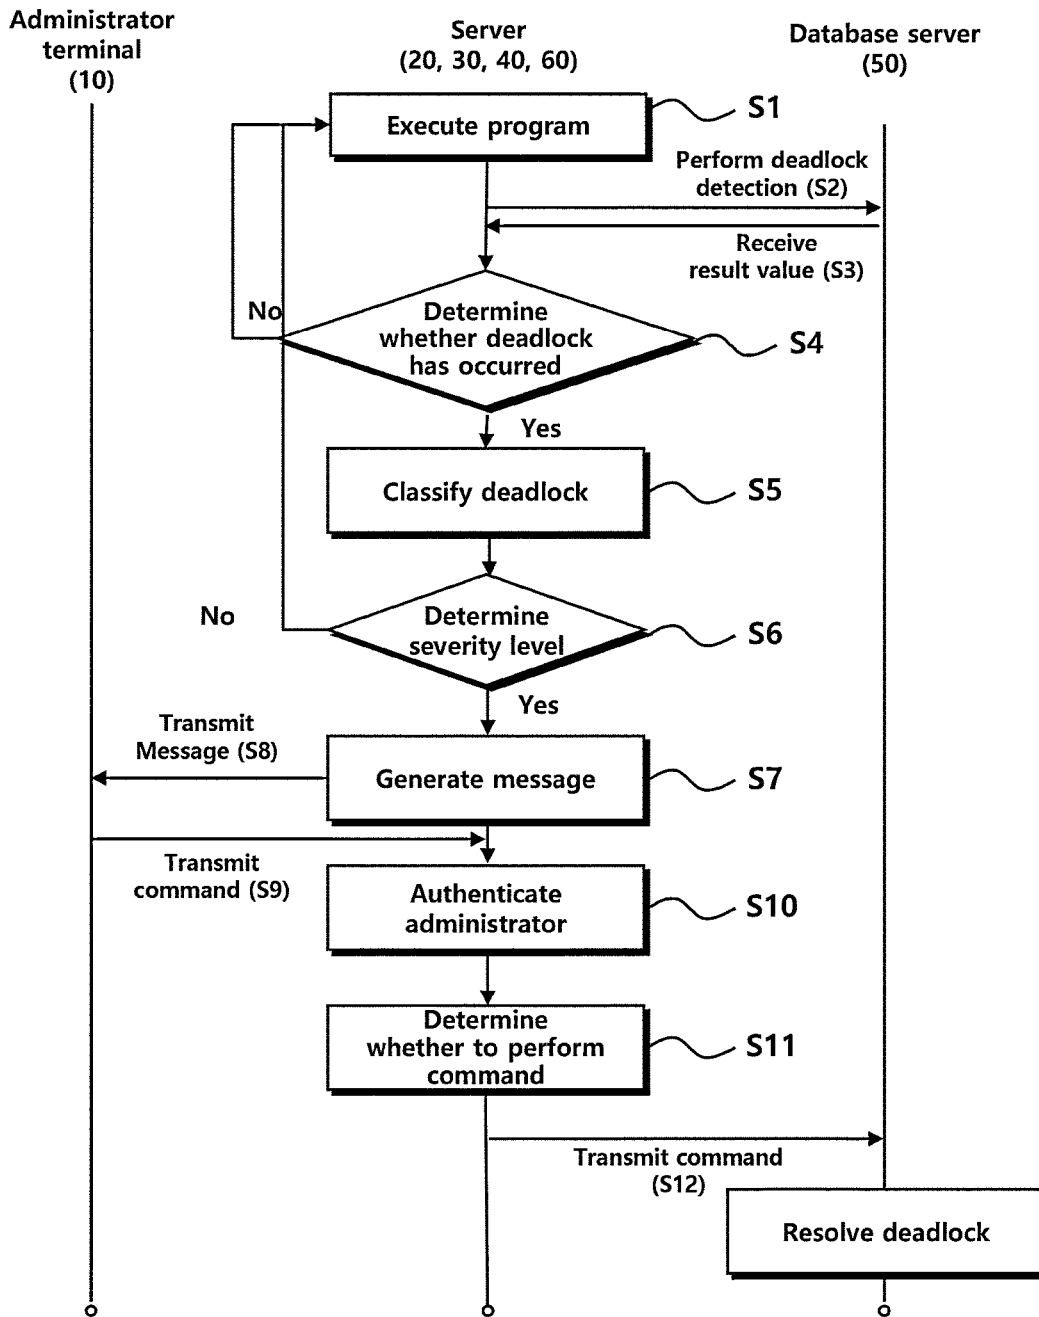 Administrator
terminal
(10)
Server
(20, 30, 40, 60)
Database server
(50)
Execute program
S1
Perform deadlock
detection (S2)
Receive
result value (S3)
No
Determine
whether deadlock
has occurred
S4
Yes
Classify deadlock
S5
No
Determine
severity level
S6
Yes
Transmit
Message (S8)
Generate message
S7
Transmit
command (S9)
Authenticate
administrator
S10
Determine
whether to perform
command
S11
Transmit command
(S12)
Resolve deadlock